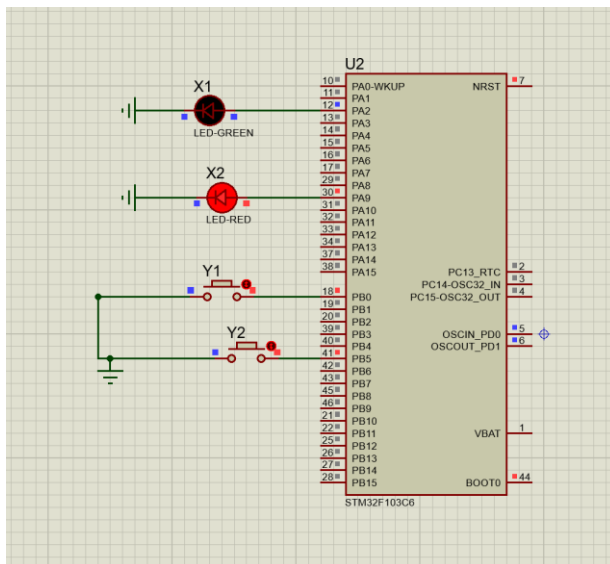 U2
X1
LED-GREEN
X2
LED-RED
Y1
Y2
10 PA0-WKUP
11 PA1
12 PA2
13 PA3
14 PA4
15 PA5
16 PA6
17 PA7
29 PA8
30 PA9
31 PA10
32 PA11
33 PA12
34 PA13
37 PA14
38 PA15
18 PB0
19 PB1
20 PB2
39 PB3
40 PB4
41 PB5
42 PB6
43 PB7
45 PB8
46 PB9
21 PB10
22 PB11
25 PB12
26 PB13
27 PB14
28 PB15
NRST 7
PC13_RTC 2
PC14-OSC32_IN 3
PC15-OSC32_OUT 4
OSCIN_PD0 5
OSCOUT_PD1 6
VBAT 1
BOOT0 44
STM32F103C6